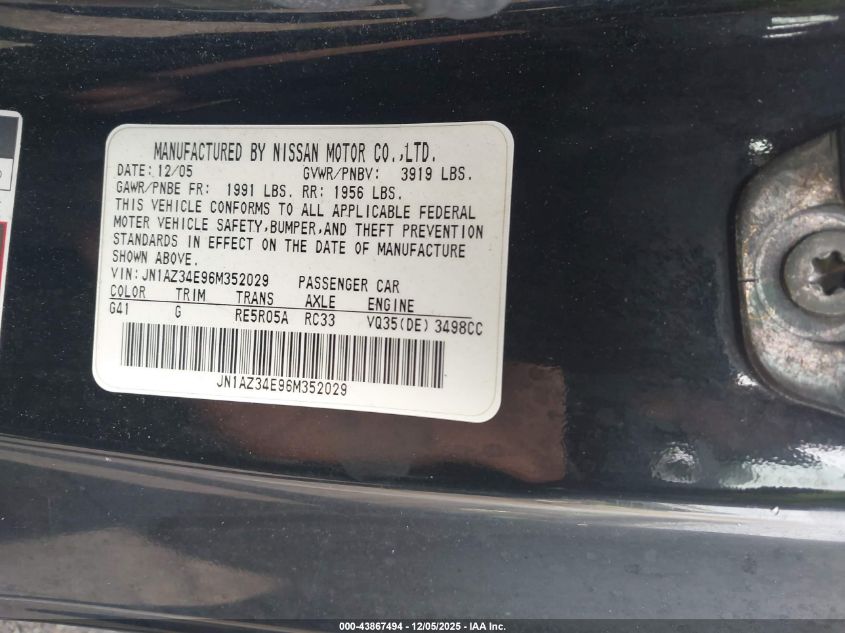 MANUFACTURED BY NISSAN MOTOR CO.,LTD.
DATE: 12/05 GVWR/PNBV: 3919 LBS.
GAWR/PNBE FR: 1991 LBS. RR: 1956 LBS.
THIS VEHICLE CONFORMS TO ALL APPLICABLE FEDERAL
MOTER VEHICLE SAFETY,BUMPER,AND THEFT PREVENTION
STANDARDS IN EFFECT ON THE DATE OF MANUFACTURE
SHOWN ABOVE.
VIN:JN1AZ34E96M352029 PASSENGER CAR
COLOR TRIM TRANS AXLE ENGINE
G41 G RE5R05A RC33 VQ35(DE) 3498CC
JN1AZ34E96M352029
000-43867494 - 12/05/2025 - IAA Inc.